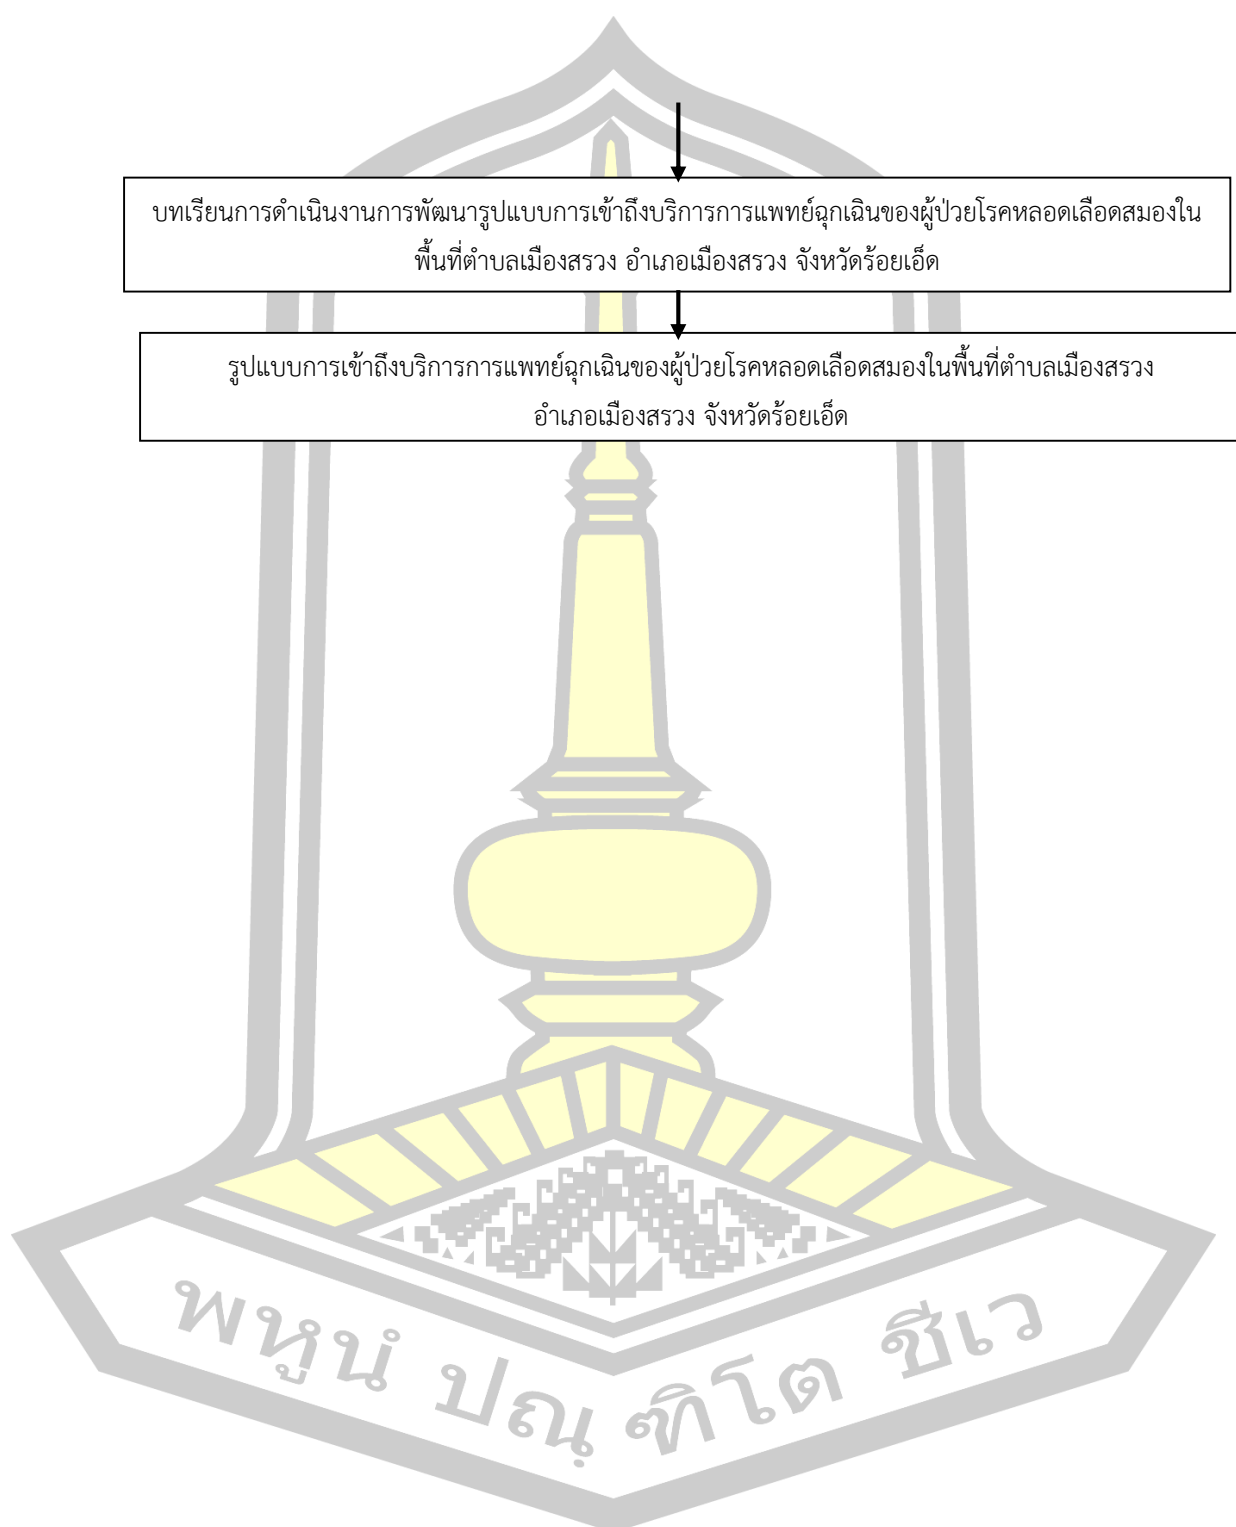 บทเรียนการดำเนินงานการพัฒนารูปแบบการเข้าถึงบริการการแพทย์ฉุกเฉินของผู้ป่วยโรคหลอดเลือดสมองใน
พื้นที่ตำบลเมืองสรวง อำเภอเมืองสรวง จังหวัดร้อยเอ็ด
รูปแบบการเข้าถึงบริการการแพทย์ฉุกเฉินของผู้ป่วยโรคหลอดเลือดสมองในพื้นที่ตำบลเมืองสรวง
อำเภอเมืองสรวง จังหวัดร้อยเอ็ด
พหูนํ ปณฺ ฑิโต ชีเว